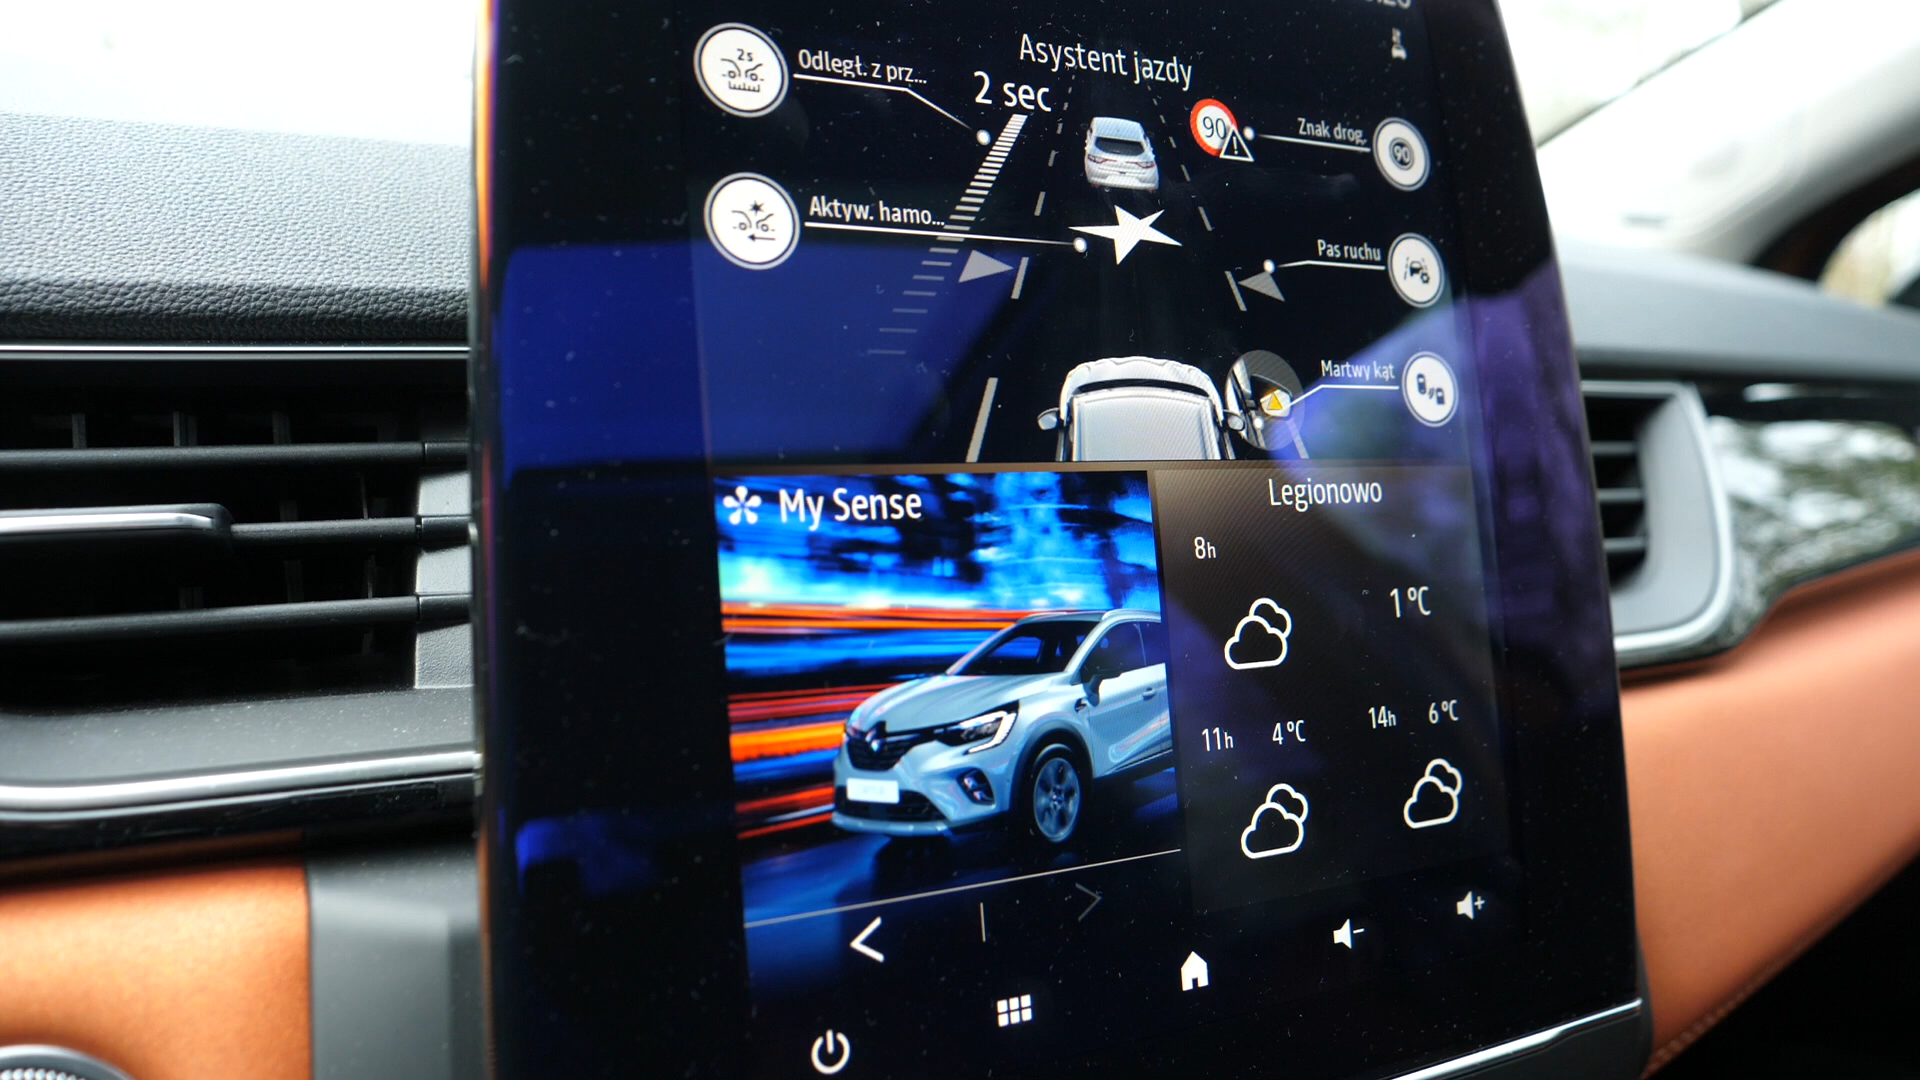 Asystent jazdy
2s
Odległ. z prz...
2 sec
90
Znak drog.
90
Aktyw. hamo...
Pas ruchu
Martwy kąt
My Sense
Legionowo
8h
1 °C
11h 4 °C
14h 6 °C